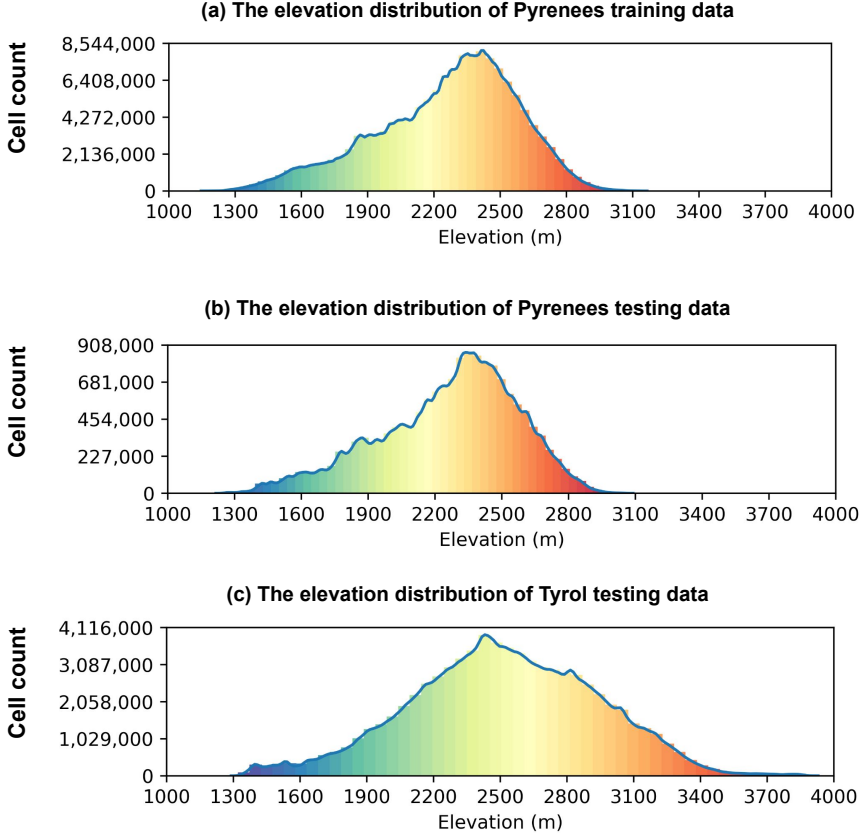 (a) The elevation distribution of Pyrenees training data
Cell count
8,544,000
6,408,000
4,272,000
2,136,000
0
1000 1300 1600 1900 2200 2500 2800 3100 3400 3700 4000
Elevation (m)
(b) The elevation distribution of Pyrenees testing data
Cell count
908,000
681,000
454,000
227,000
0
1000 1300 1600 1900 2200 2500 2800 3100 3400 3700 4000
Elevation (m)
(c) The elevation distribution of Tyrol testing data
Cell count
4,116,000
3,087,000
2,058,000
1,029,000
0
1000 1300 1600 1900 2200 2500 2800 3100 3400 3700 4000
Elevation (m)